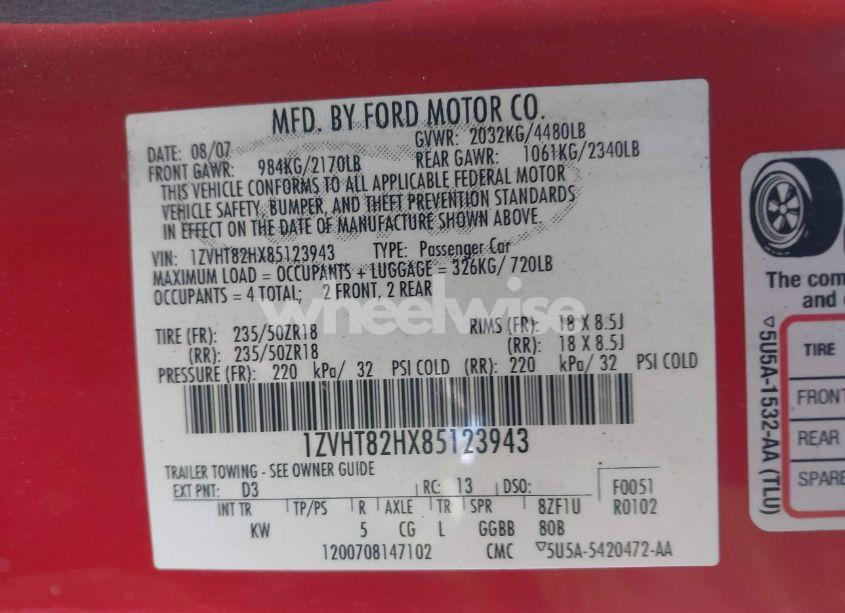 MFD. BY FORD MOTOR CO.
DATE: 08/07 GVWR: 2032KG/4480LB
FRONT GAWR: 984KG/2170LB REAR GAWR: 1061KG/2340LB
THIS VEHICLE CONFORMS TO ALL APPLICABLE FEDERAL MOTOR
VEHICLE SAFETY, BUMPER, AND THEFT PREVENTION STANDARDS
IN EFFECT ON THE DATE OF MANUFACTURE SHOWN ABOVE.
VIN: 1ZVHT82HX85123943 TYPE: Passenger Car
MAXIMUM LOAD = OCCUPANTS + LUGGAGE = 326KG/ 720LB
OCCUPANTS = 4 TOTAL; 2 FRONT, 2 REAR
wheelwise
TIRE (FR): 235/50ZR18 RIMS (FR): 18 X 8.5J
(RR): 235/50ZR18 (RR): 18 X 8.5J
PRESSURE (FR): 220 kPa/ 32 PSI COLD (RR): 220 kPa/ 32 PSI COLD
1ZVHT82HX85123943
TRAILER TOWING - SEE OWNER GUIDE
EXT PNT: D3 RC: 13 DSO: F0051
INT TR TP/PS R AXLE TR SPR 8ZF1U R0102
KW 5 CG L GGBB 80B
1200708147102 CMC ▽5U5A-5420472-AA
The com
and
▽5U5A-1532-AA (TLU)
TIRE
FRONT
REAR
SPARE